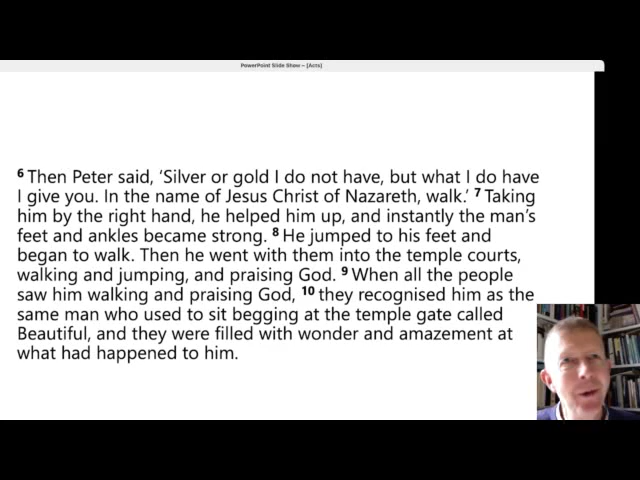 PowerPoint Slide Show – [Acts]
6 Then Peter said, ‘Silver or gold I do not have, but what I do have
I give you. In the name of Jesus Christ of Nazareth, walk.’ 7 Taking
him by the right hand, he helped him up, and instantly the man’s
feet and ankles became strong. 8 He jumped to his feet and
began to walk. Then he went with them into the temple courts,
walking and jumping, and praising God. 9 When all the people
saw him walking and praising God, 10 they recognised him as the
same man who used to sit begging at the temple gate called
Beautiful, and they were filled with wonder and amazement at
what had happened to him.